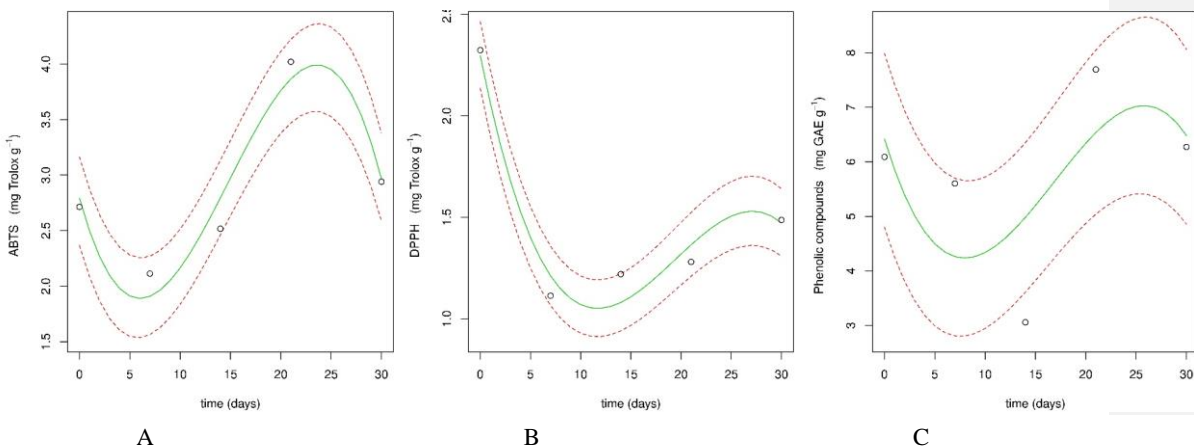 ABTS (mg Trolox g⁻¹)
1.5 2.0 2.5 3.0 3.5 4.0
0 5 10 15 20 25 30
time (days)
A
DPPH (mg Trolox g⁻¹)
1.0 1.5 2.0 2.5
0 5 10 15 20 25 30
time (days)
B
Phenolic compounds (mg GAE g⁻¹)
3 4 5 6 7 8
0 5 10 15 20 25 30
time (days)
C